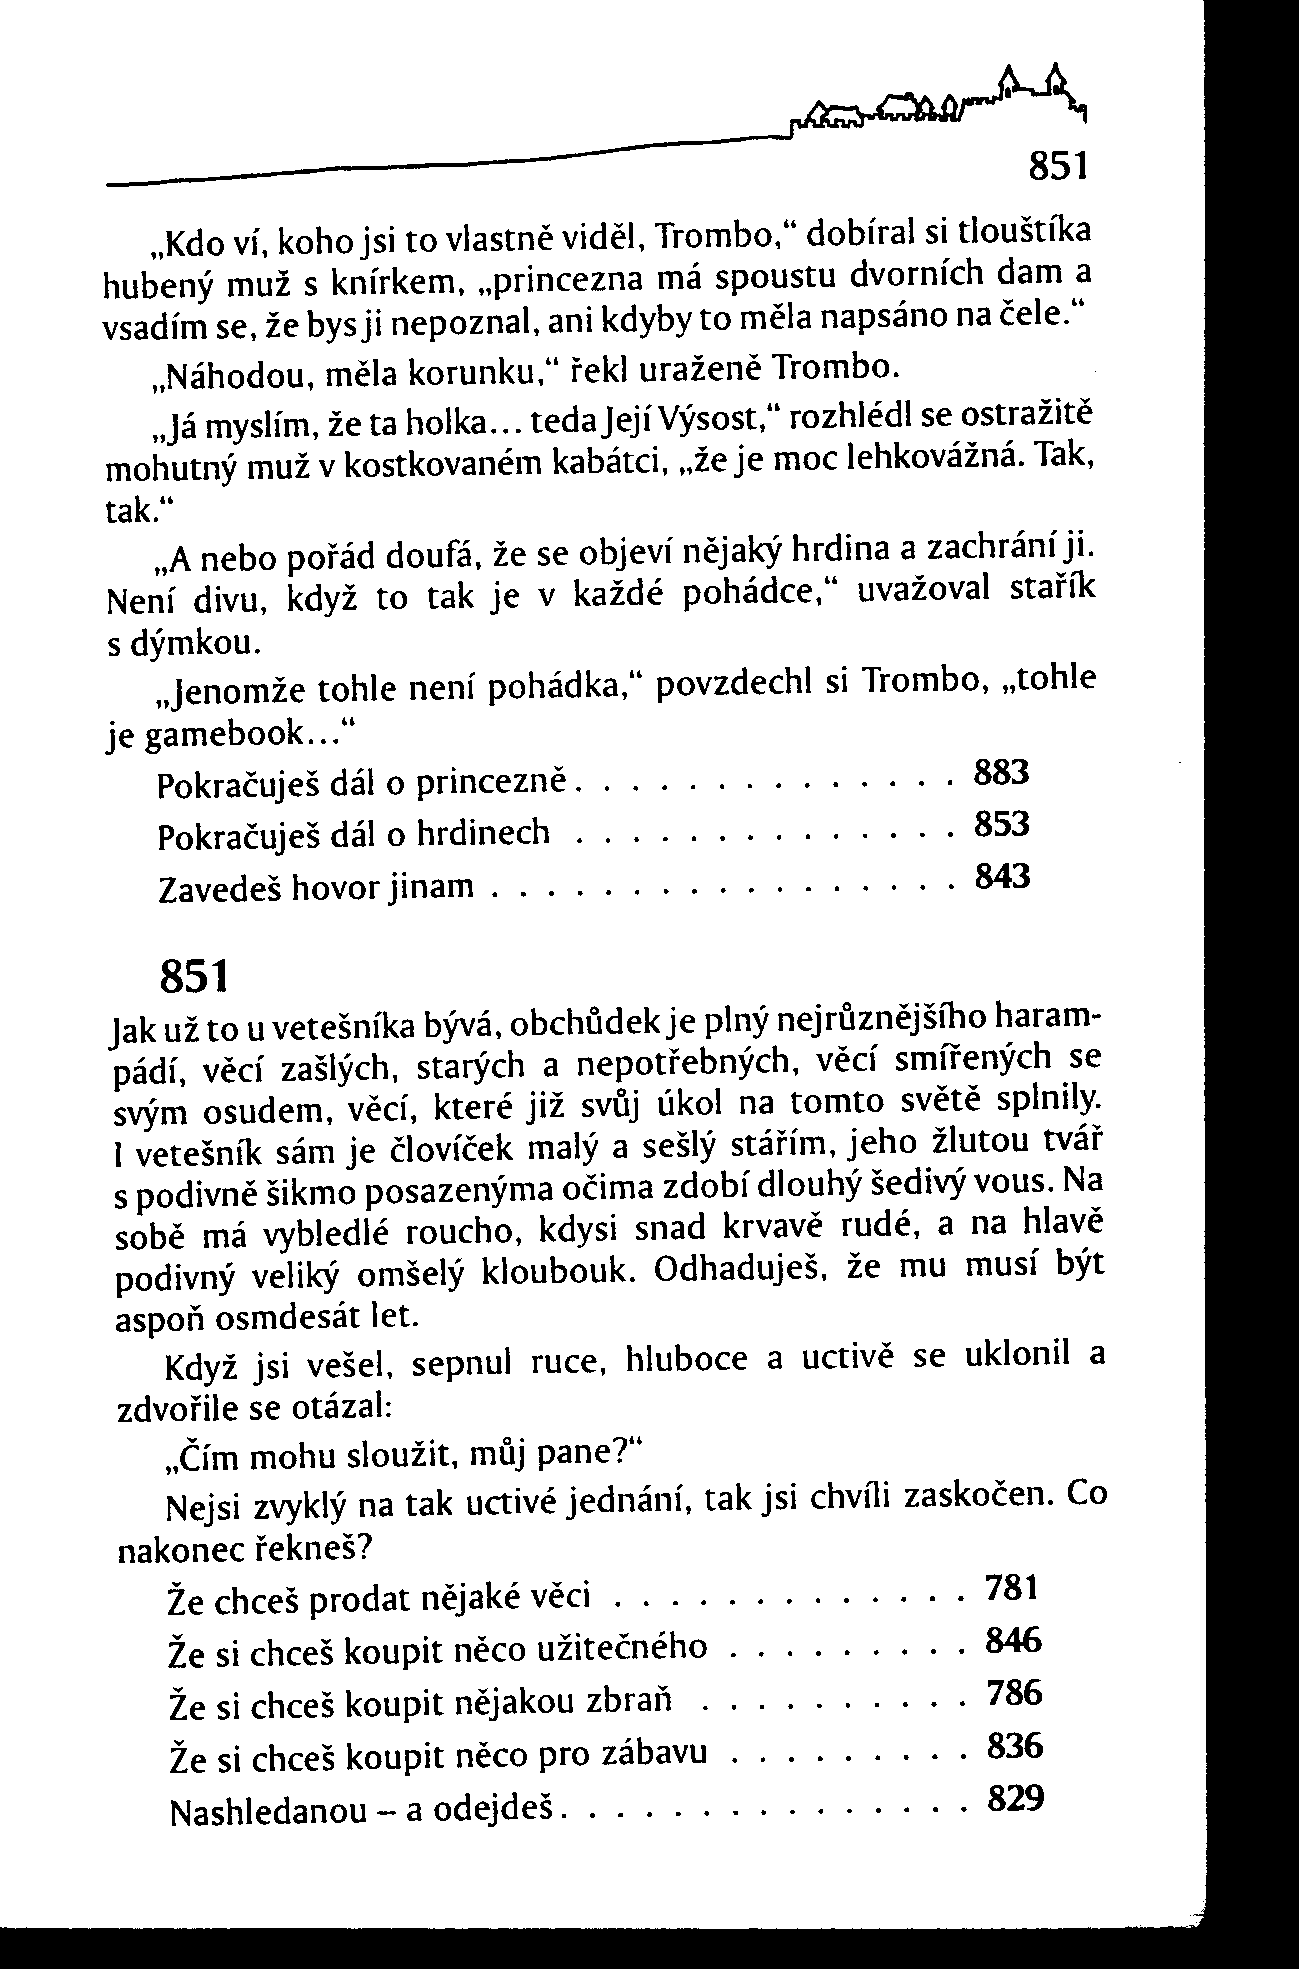 851
„Kdo ví, koho jsi to vlastně viděl, Trombo,“ dobíral si tlouštíka
hubený muž s knírkem, „princezna má spoustu dvorních dam a
vsadím se, že bys ji nepoznal, ani kdyby to měla napsáno na čele.“
„Náhodou, měla korunku,“ řekl uraženě Trombo.
„Já myslím, že ta holka... teda Její Výsost,“ rozhlédl se ostražitě
mohutný muž v kostkovaném kabátci, „že je moc lehkovážná. Tak,
tak.“
„A nebo pořád doufá, že se objeví nějaký hrdina a zachrání ji.
Není divu, když to tak je v každé pohádce,“ uvažoval stařík
s dýmkou.
„Jenomže tohle není pohádka,“ povzdechl si Trombo, „tohle
je gamebook...“
Pokračuješ dál o princezně . . . . . . . . . . . . . . 883
Pokračuješ dál o hrdinech . . . . . . . . . . . . . . 853
Zavedeš hovor jinam . . . . . . . . . . . . . . . . . 843
851
Jak už to u vetešníka bývá, obchůdek je plný nejrůznějšího haram-
pádí, věcí zašlých, starých a nepotřebných, věcí smířených se
svým osudem, věcí, které již svůj úkol na tomto světě splnily.
I vetešník sám je človíček malý a sešlý stářím, jeho žlutou tvář
s podivně šikmo posazenýma očima zdobí dlouhý šedivý vous. Na
sobě má vybledlé roucho, kdysi snad krvavě rudé, a na hlavě
podivný veliký omšelý kloubouk. Odhaduješ, že mu musí být
aspoň osmdesát let.
Když jsi vešel, sepnul ruce, hluboce a uctivě se uklonil a
zdvořile se otázal:
„Čím mohu sloužit, můj pane?“
Nejsi zvyklý na tak uctivé jednání, tak jsi chvíli zaskočen. Co
nakonec řekneš?
Že chceš prodat nějaké věci . . . . . . . . . . . . . 781
Že si chceš koupit něco užitečného . . . . . . . . . 846
Že si chceš koupit nějakou zbraň . . . . . . . . . . 786
Že si chceš koupit něco pro zábavu . . . . . . . . . 836
Nashledanou – a odejdeš . . . . . . . . . . . . . . . 829